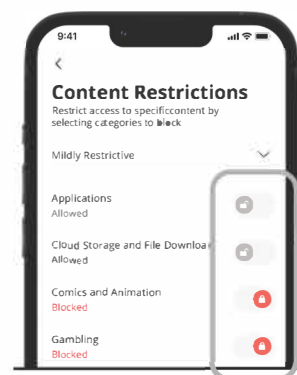 9:41
Content Restrictions
Restrict access to specificcontent by
selecting categories to block
Mildly Restrictive
Applications
Allowed
Cloud Storage and File Downloa
Allowed
Comics and Animation
Blocked
Gambling
Blocked